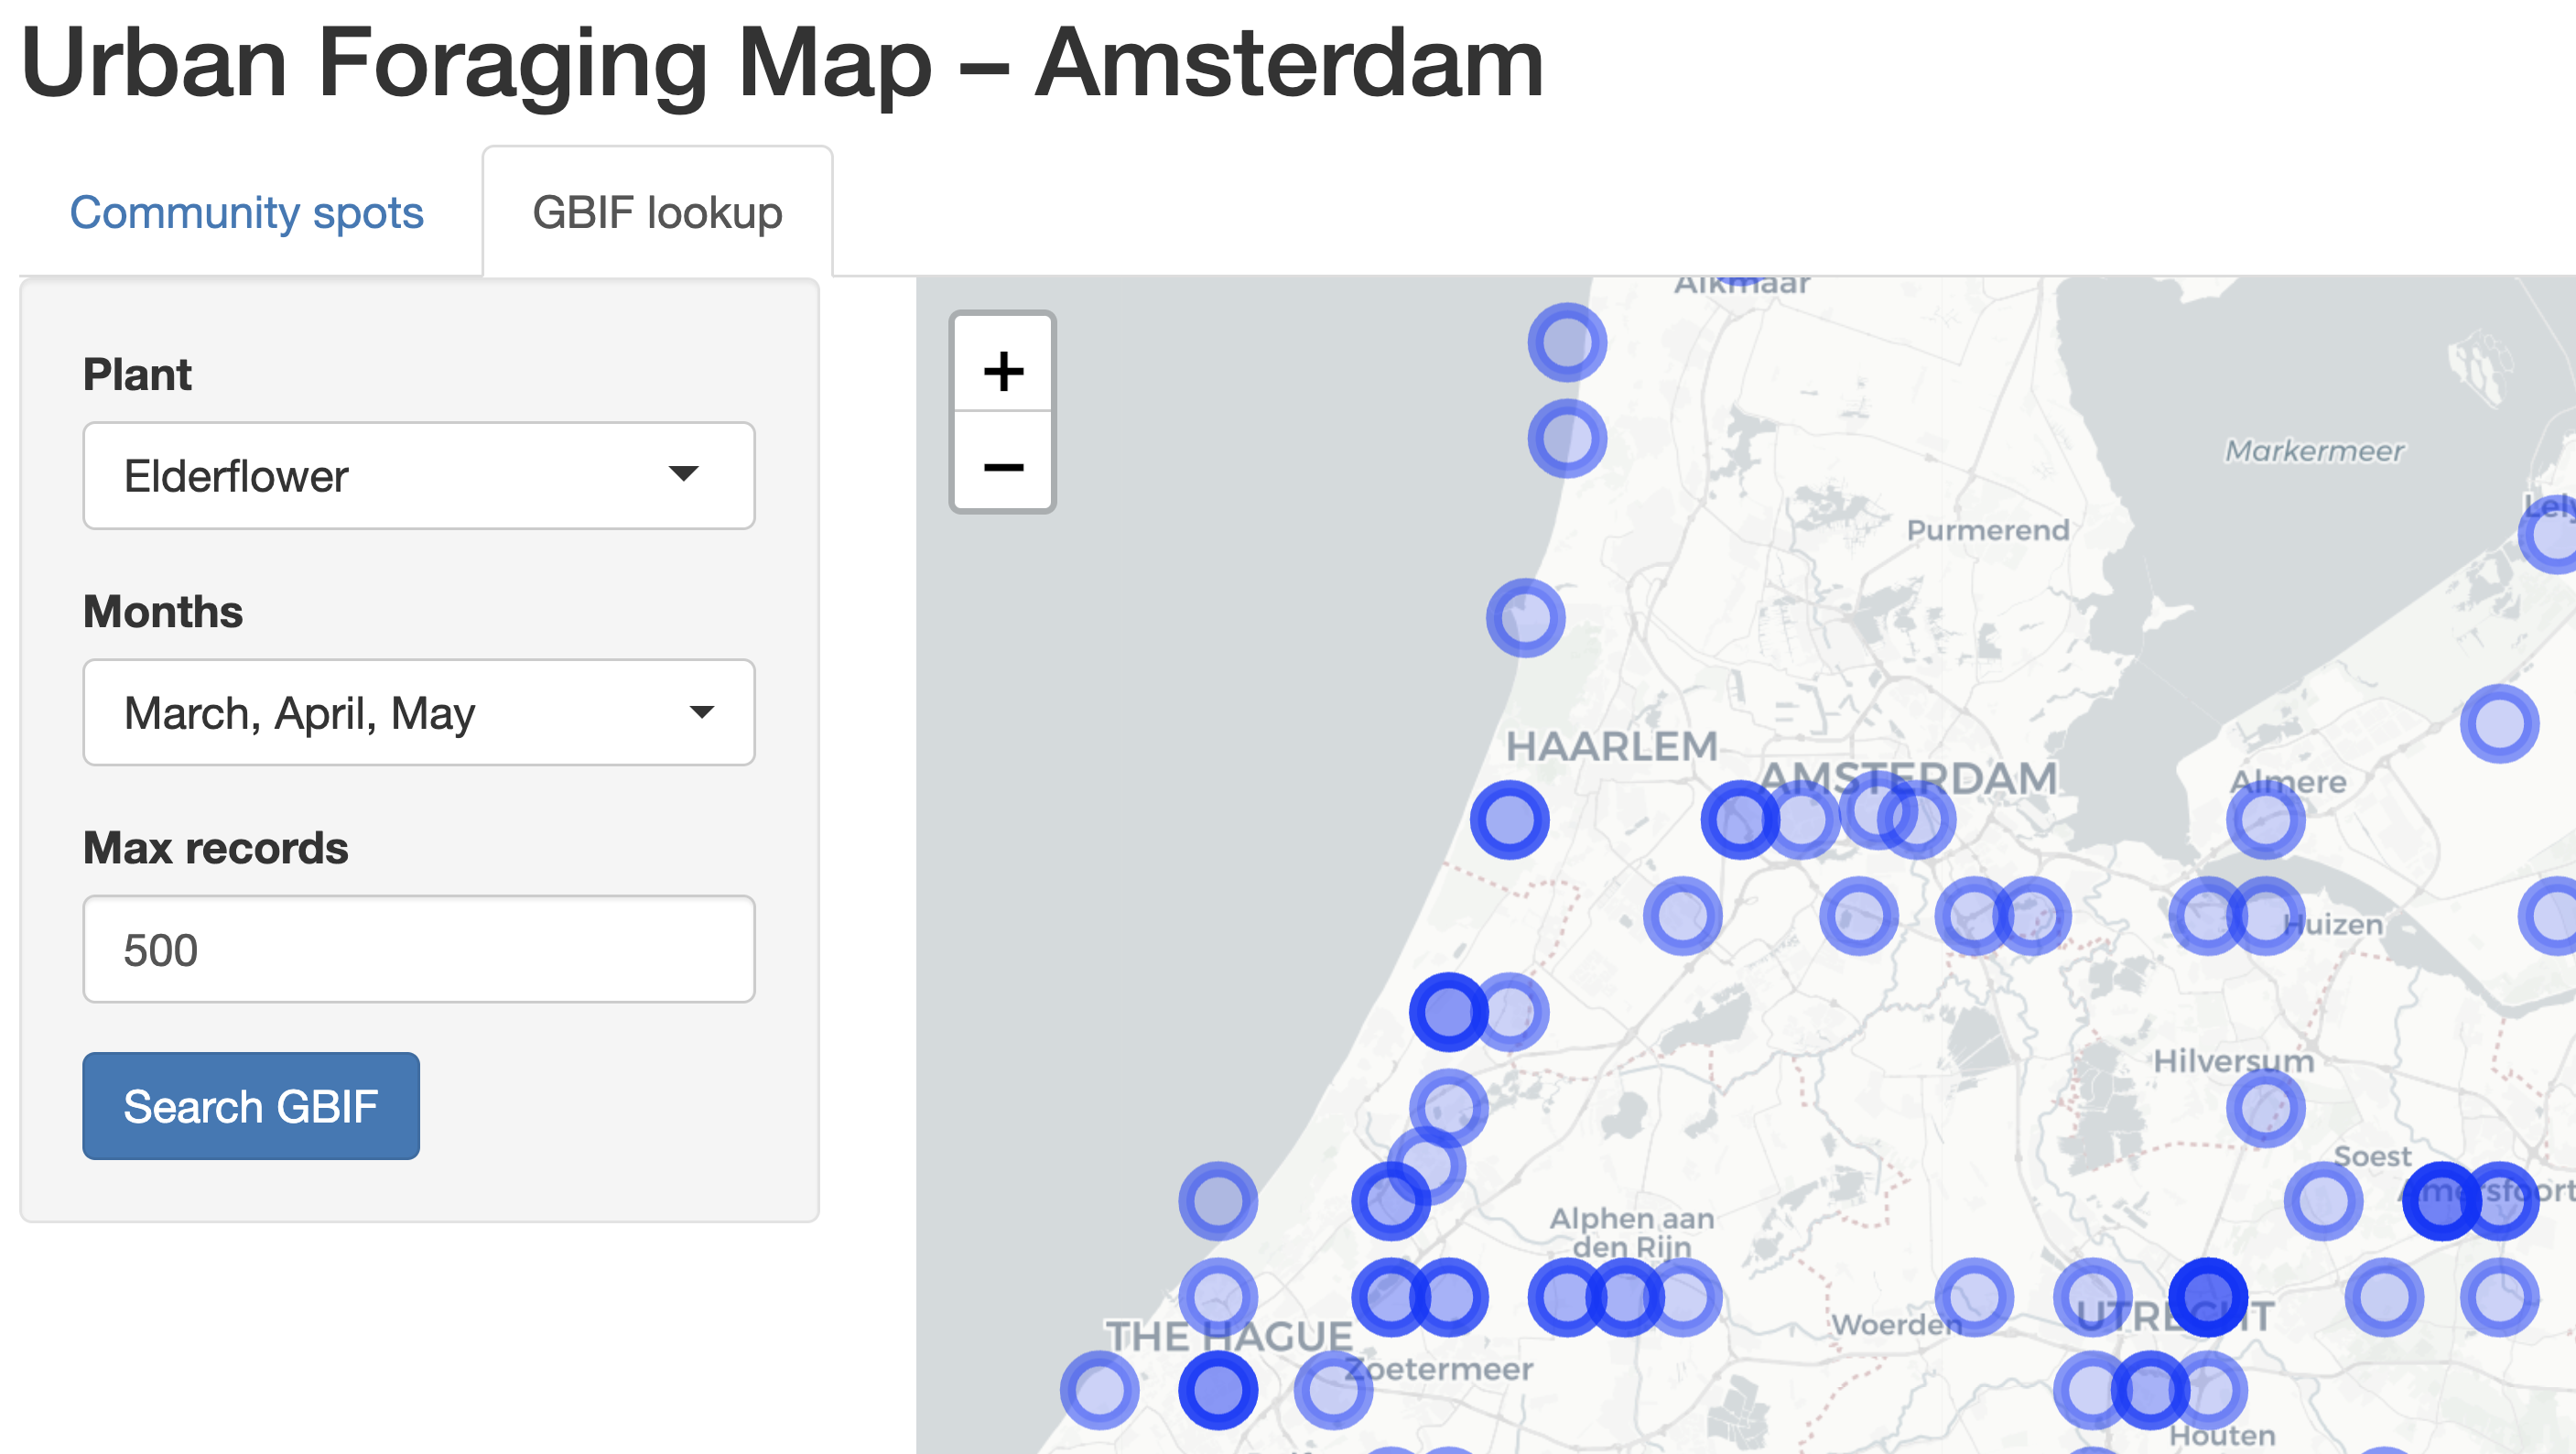 Urban Foraging Map – Amsterdam
Community spots
GBIF lookup
Plant
Elderflower
Months
March, April, May
Max records
500
Search GBIF
+
−
Alkmaar
Markermeer
Purmerend
HAARLEM
AMSTERDAM
Almere
Huizen
Hilversum
Soest
Amersfoort
Alphen aan
den Rijn
UTRECHT
Woerden
THE HAGUE
Zoetermeer
Houten